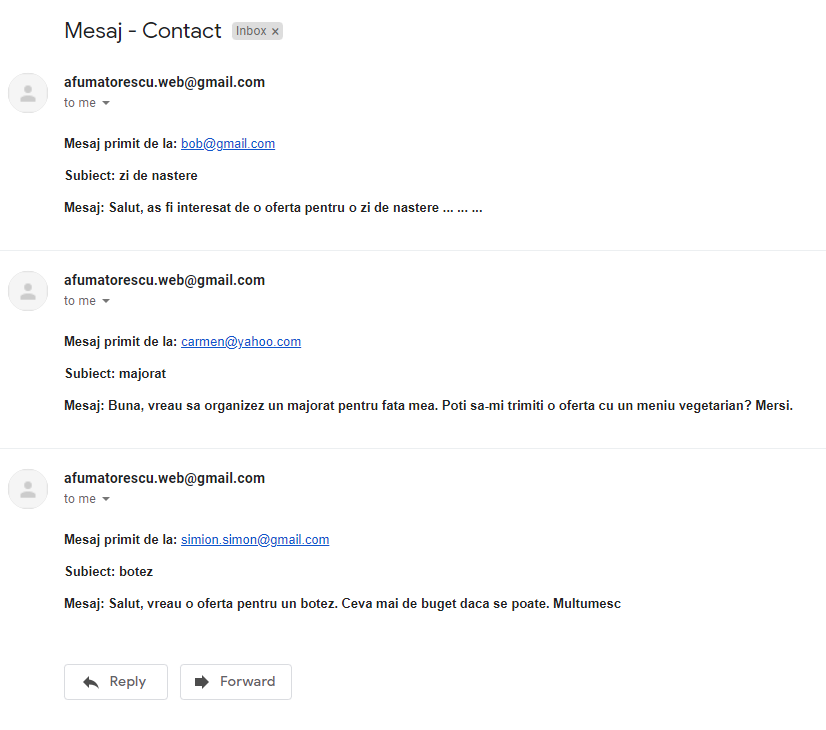 Mesaj - Contact Inbox ×
afumatorescu.web@gmail.com
to me
Mesaj primit de la: bob@gmail.com
Subiect: zi de nastere
Mesaj: Salut, as fi interesat de o oferta pentru o zi de nastere ... ... ...
afumatorescu.web@gmail.com
to me
Mesaj primit de la: carmen@yahoo.com
Subiect: majorat
Mesaj: Buna, vreau sa organizez un majorat pentru fata mea. Poti sa-mi trimiti o oferta cu un meniu vegetarian? Mersi.
afumatorescu.web@gmail.com
to me
Mesaj primit de la: simion.simon@gmail.com
Subiect: botez
Mesaj: Salut, vreau o oferta pentru un botez. Ceva mai de buget daca se poate. Multumesc
Reply Forward